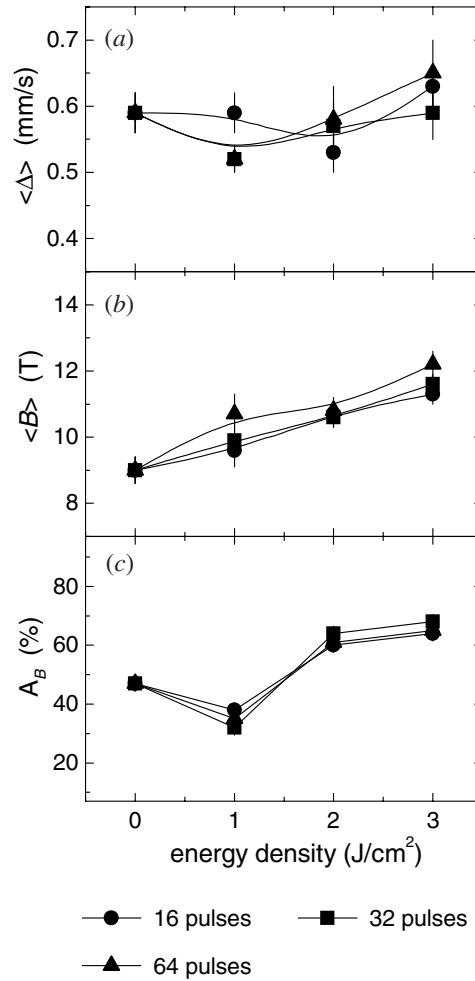 (a)
0.7
0.6
0.5
0.4
<Δ> (mm/s)
(b)
14
12
10
8
<B> (T)
(c)
80
60
40
20
A_B (%)
0 1 2 3
energy density (J/cm²)
16 pulses 32 pulses
64 pulses